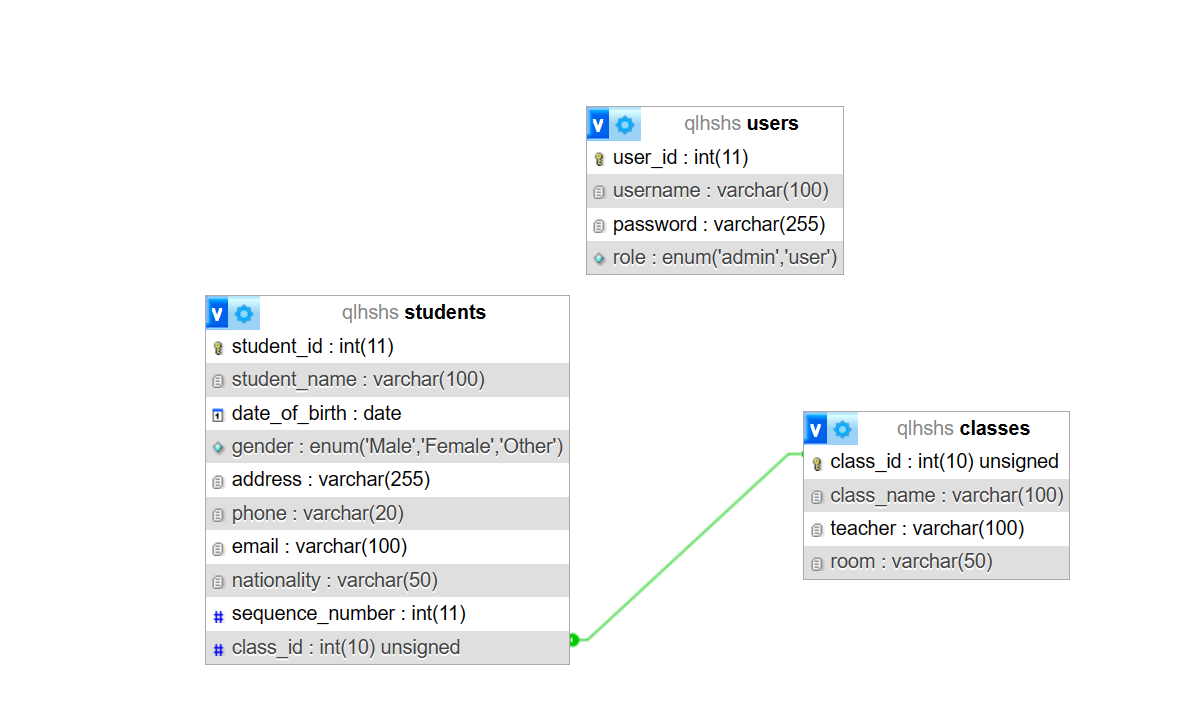 qlhshs users
user_id : int(11)
username : varchar(100)
password : varchar(255)
role : enum('admin','user')
qlhshs students
student_id : int(11)
student_name : varchar(100)
date_of_birth : date
gender : enum('Male','Female','Other')
address : varchar(255)
phone : varchar(20)
email : varchar(100)
nationality : varchar(50)
# sequence_number : int(11)
# class_id : int(10) unsigned
qlhshs classes
class_id : int(10) unsigned
class_name : varchar(100)
teacher : varchar(100)
room : varchar(50)